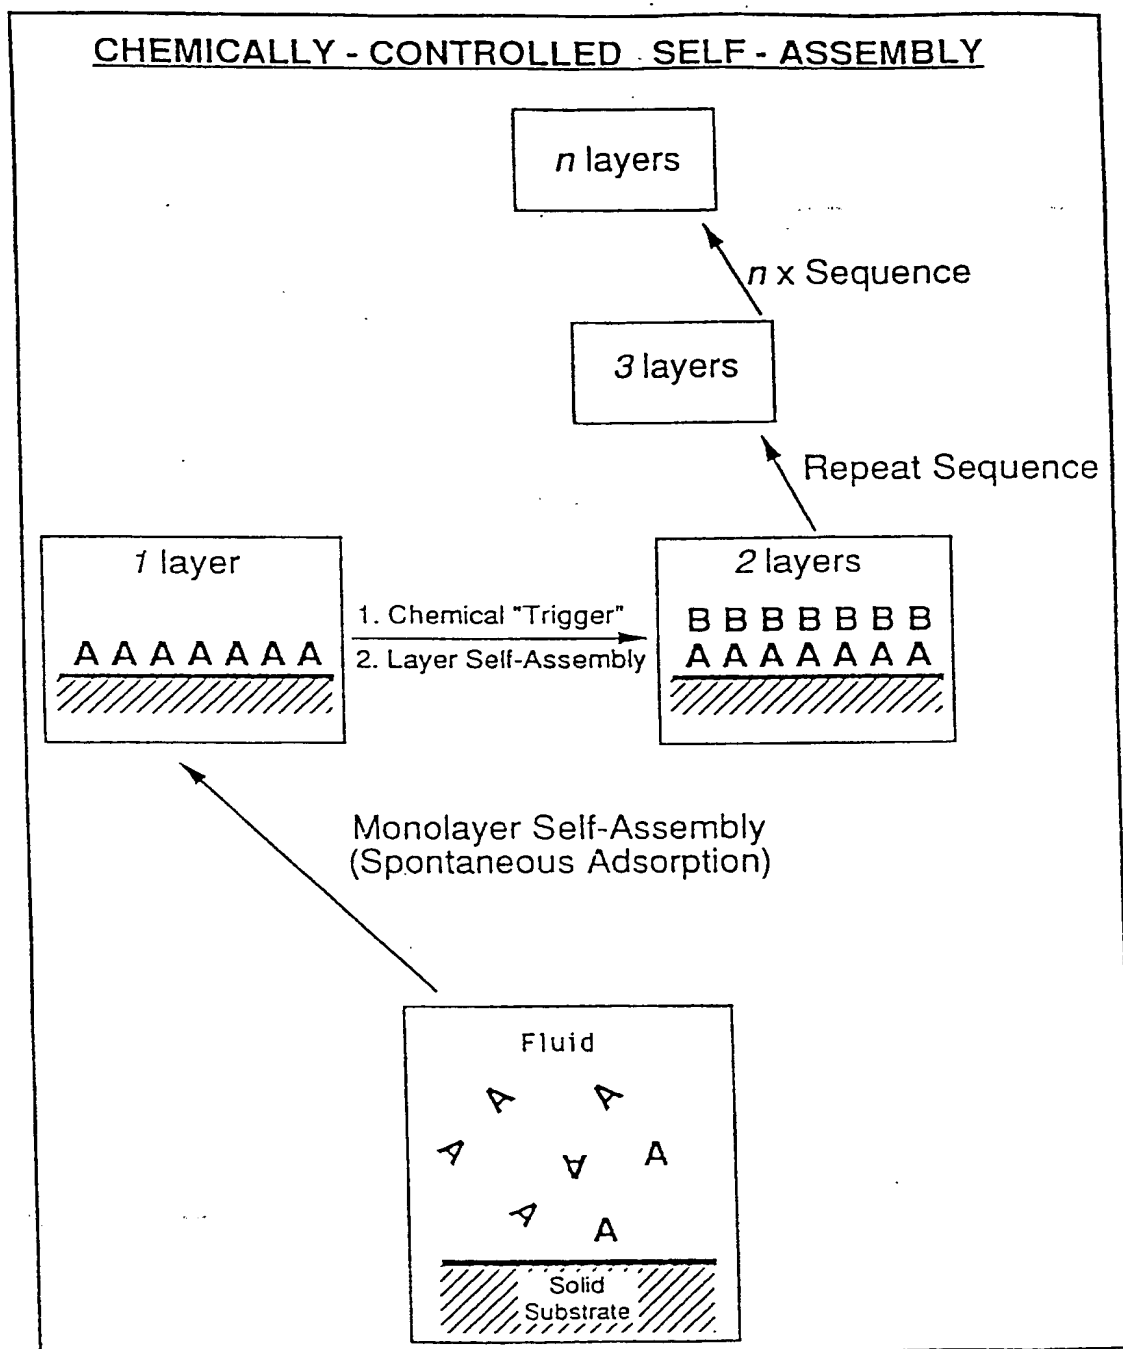 CHEMICALLY - CONTROLLED SELF - ASSEMBLY
n layers
n x Sequence
3 layers
Repeat Sequence
1 layer
A A A A A A A
1. Chemical "Trigger"
2. Layer Self-Assembly
2 layers
B B B B B B B
A A A A A A A
Monolayer Self-Assembly
(Spontaneous Adsorption)
Fluid
A A
A A A
A A
Solid
Substrate